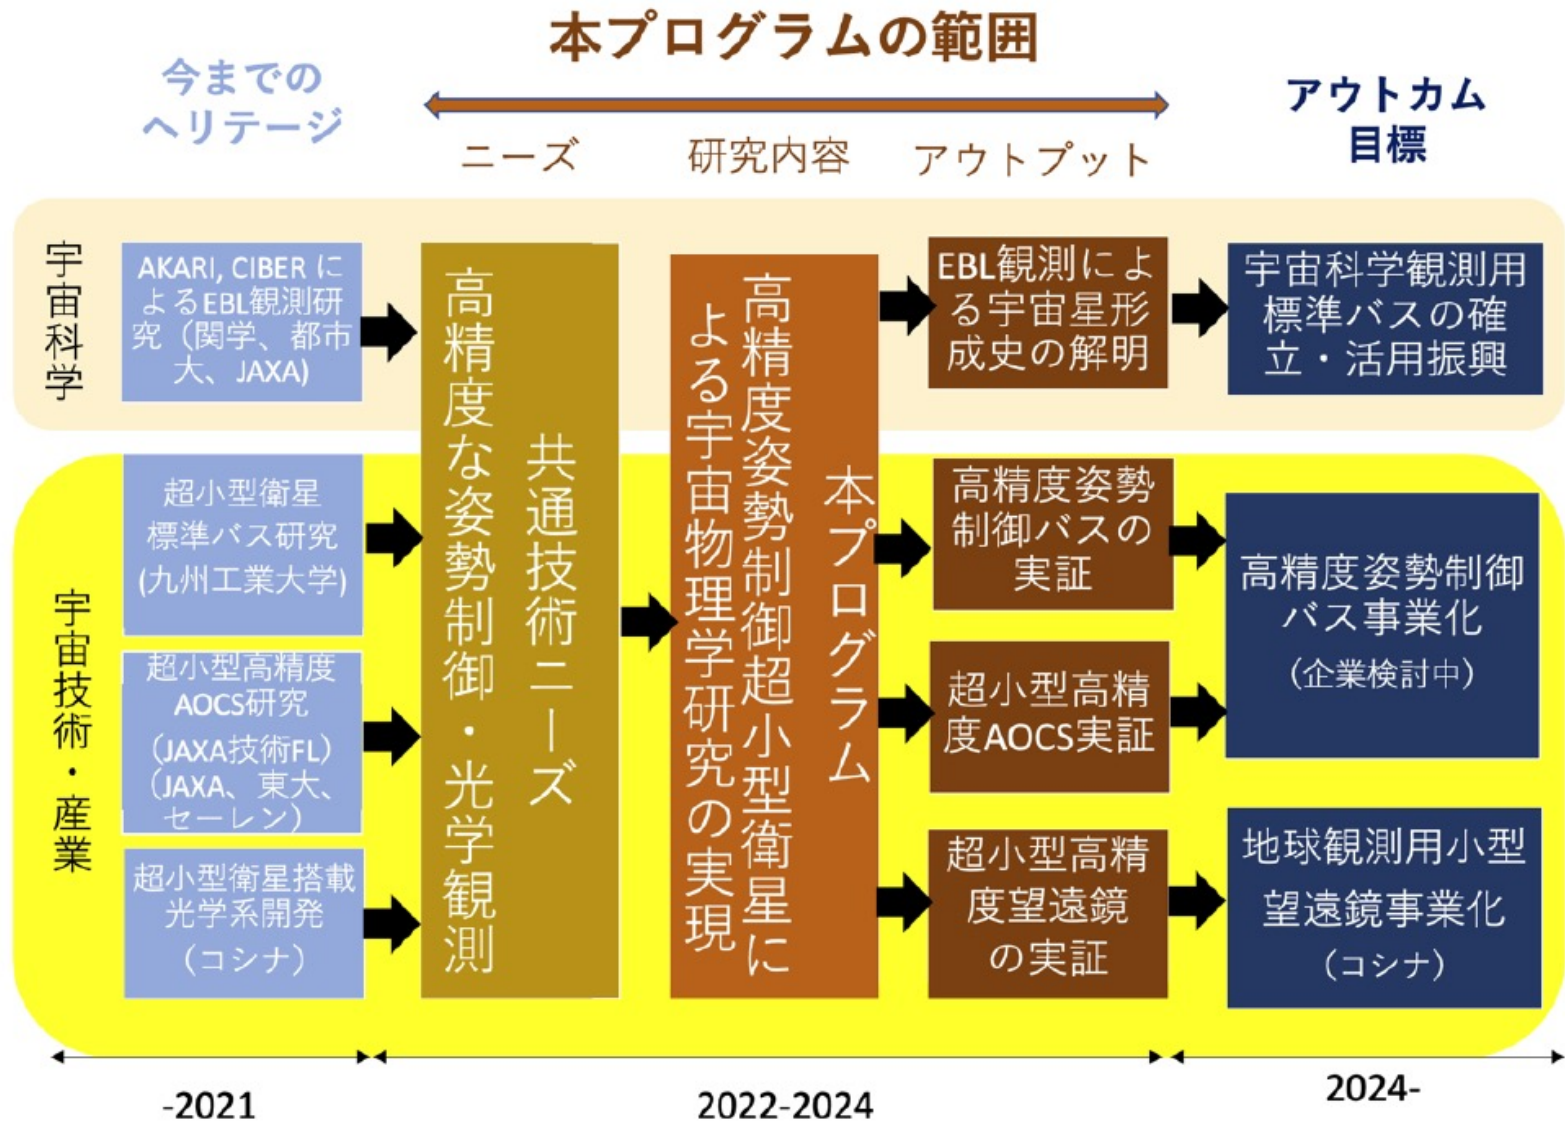 本プログラムの範囲
今までの
ヘリテージ
ニーズ
研究内容
アウトプット
アウトカム
目標
宇宙科学
AKARI, CIBER に
よるEBL観測研
究（関学、都市
大、JAXA)
高精度な姿勢制御・光学観測
共通技術ニーズ
本プログラム
高精度姿勢制御超小型衛星に
よる宇宙物理学研究の実現
EBL観測によ
る宇宙星形
成史の解明
宇宙科学観測用
標準バスの確
立・活用振興
宇宙技術・産業
超小型衛星
標準バス研究
(九州工業大学)
高精度姿勢
制御バスの
実証
高精度姿勢制御
バス事業化
（企業検討中）
超小型高精度
AOCS研究
（JAXA技術FL）
（JAXA、東大、
セーレン）
超小型高精
度AOCS実証
超小型衛星搭載
光学系開発
（コシナ）
超小型高精
度望遠鏡
の実証
地球観測用小型
望遠鏡事業化
（コシナ）
-2021
2022-2024
2024-